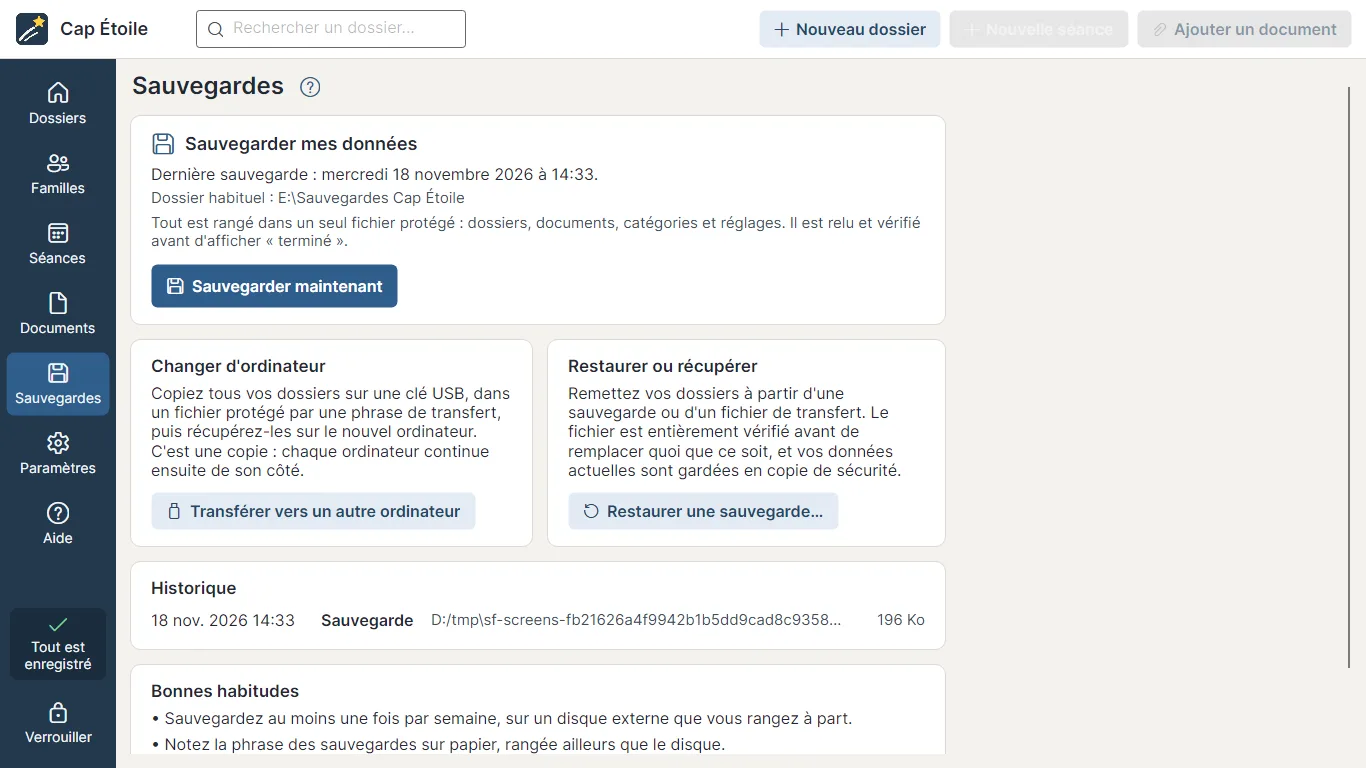 Cap Étoile
Rechercher un dossier...
Nouveau dossier
Nouvelle séance
Ajouter un document
Dossiers
Familles
Séances
Documents
Sauvegardes
Paramètres
Aide
Tout est
enregistré
Verrouiller
Sauvegardes
Sauvegarder mes données
Dernière sauvegarde : mercredi 18 novembre 2026 à 14:33.
Dossier habituel : E:\Sauvegardes Cap Étoile
Tout est rangé dans un seul fichier protégé : dossiers, documents, catégories et réglages. Il est relu et vérifié
avant d'afficher « terminé ».
Sauvegarder maintenant
Changer d'ordinateur
Copiez tous vos dossiers sur une clé USB, dans
un fichier protégé par une phrase de transfert,
puis récupérez-les sur le nouvel ordinateur.
C'est une copie : chaque ordinateur continue
ensuite de son côté.
Transférer vers un autre ordinateur
Restaurer ou récupérer
Remettez vos dossiers à partir d'une
sauvegarde ou d'un fichier de transfert. Le
fichier est entièrement vérifié avant de
remplacer quoi que ce soit, et vos données
actuelles sont gardées en copie de sécurité.
Restaurer une sauvegarde...
Historique
18 nov. 2026 14:33 Sauvegarde D:/tmp\sf-screens-fb21626a4f9942b1b5dd9cad8c9358... 196 Ko
Bonnes habitudes
• Sauvegardez au moins une fois par semaine, sur un disque externe que vous rangez à part.
• Notez la phrase des sauvegardes sur papier, rangée ailleurs que le disque.